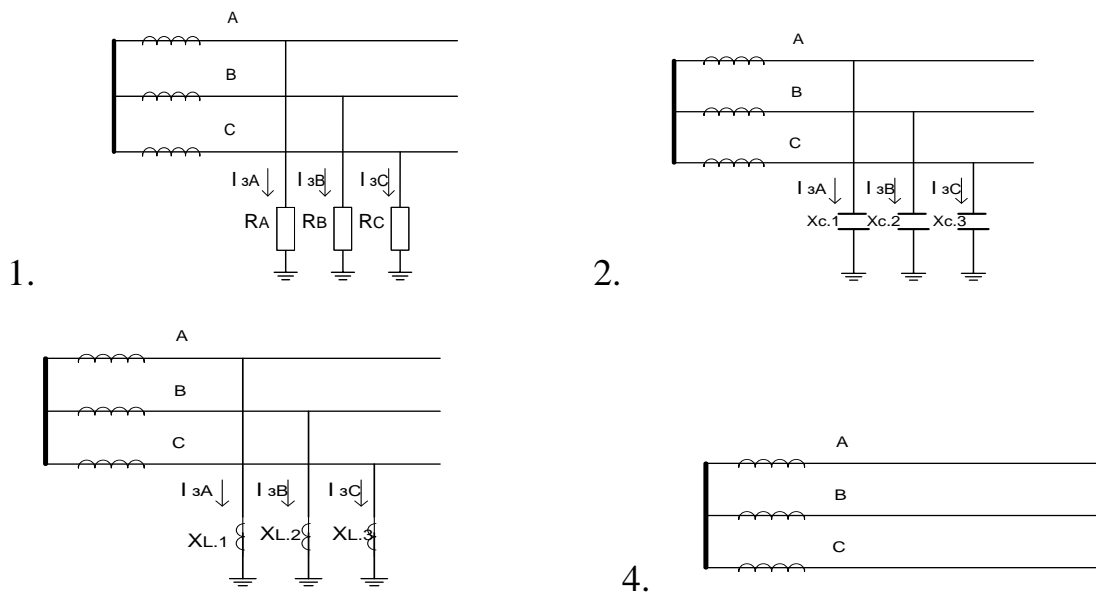 A
B
C
I зA I зB I зC
RA RB RC
1.
A
B
C
I зA I зB I зC
Xc.1 Xc.2 Xc.3
2.
A
B
C
I зA I зB I зC
XL.1 XL.2 XL.3
A
B
C
4.